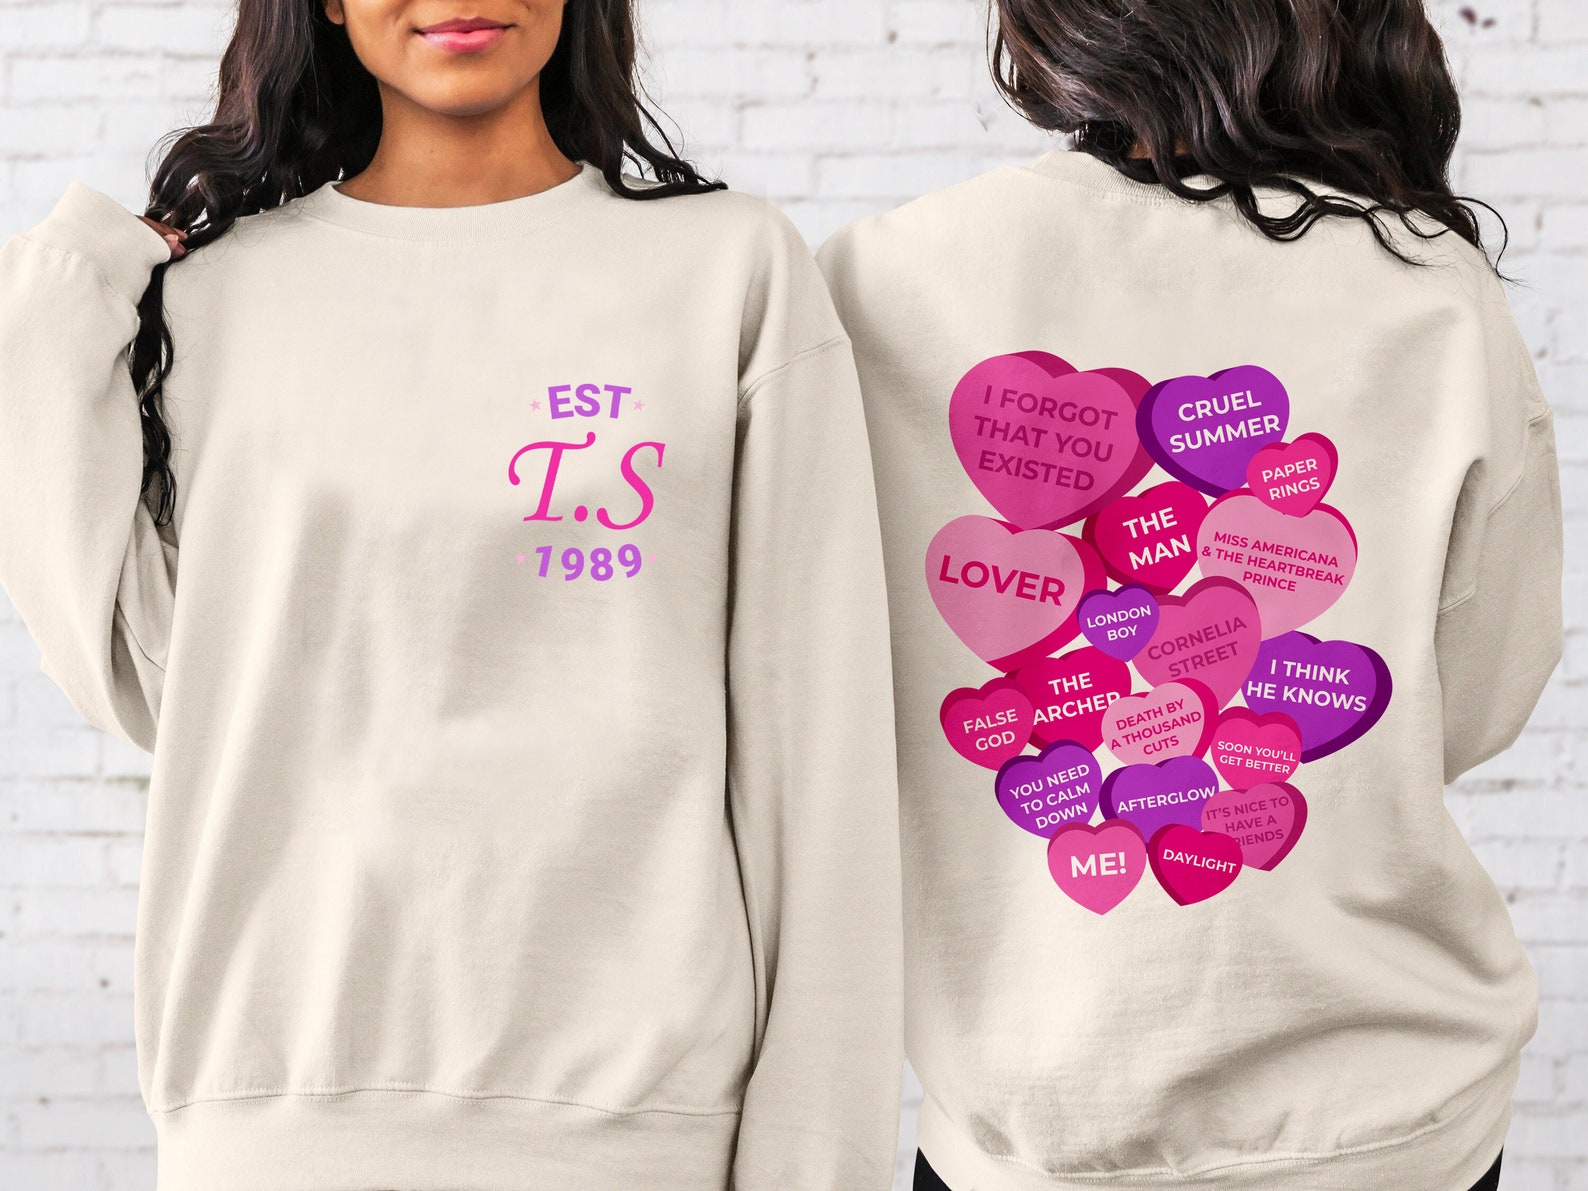 EST
T.S
1989
I FORGOT
THAT YOU
EXISTED
CRUEL
SUMMER
PAPER
RINGS
LOVER
THE
MAN
MISS AMERICANA
& THE HEARTBREAK
PRINCE
LONDON
BOY
CORNELIA
STREET
I THINK
HE KNOWS
THE
ARCHER
FALSE
GOD
DEATH BY
A THOUSAND
CUTS
SOON YOU'LL
GET BETTER
YOU NEED
TO CALM
DOWN
AFTERGLOW
IT'S NICE TO
HAVE A
RIENDS
ME!
DAYLIGHT